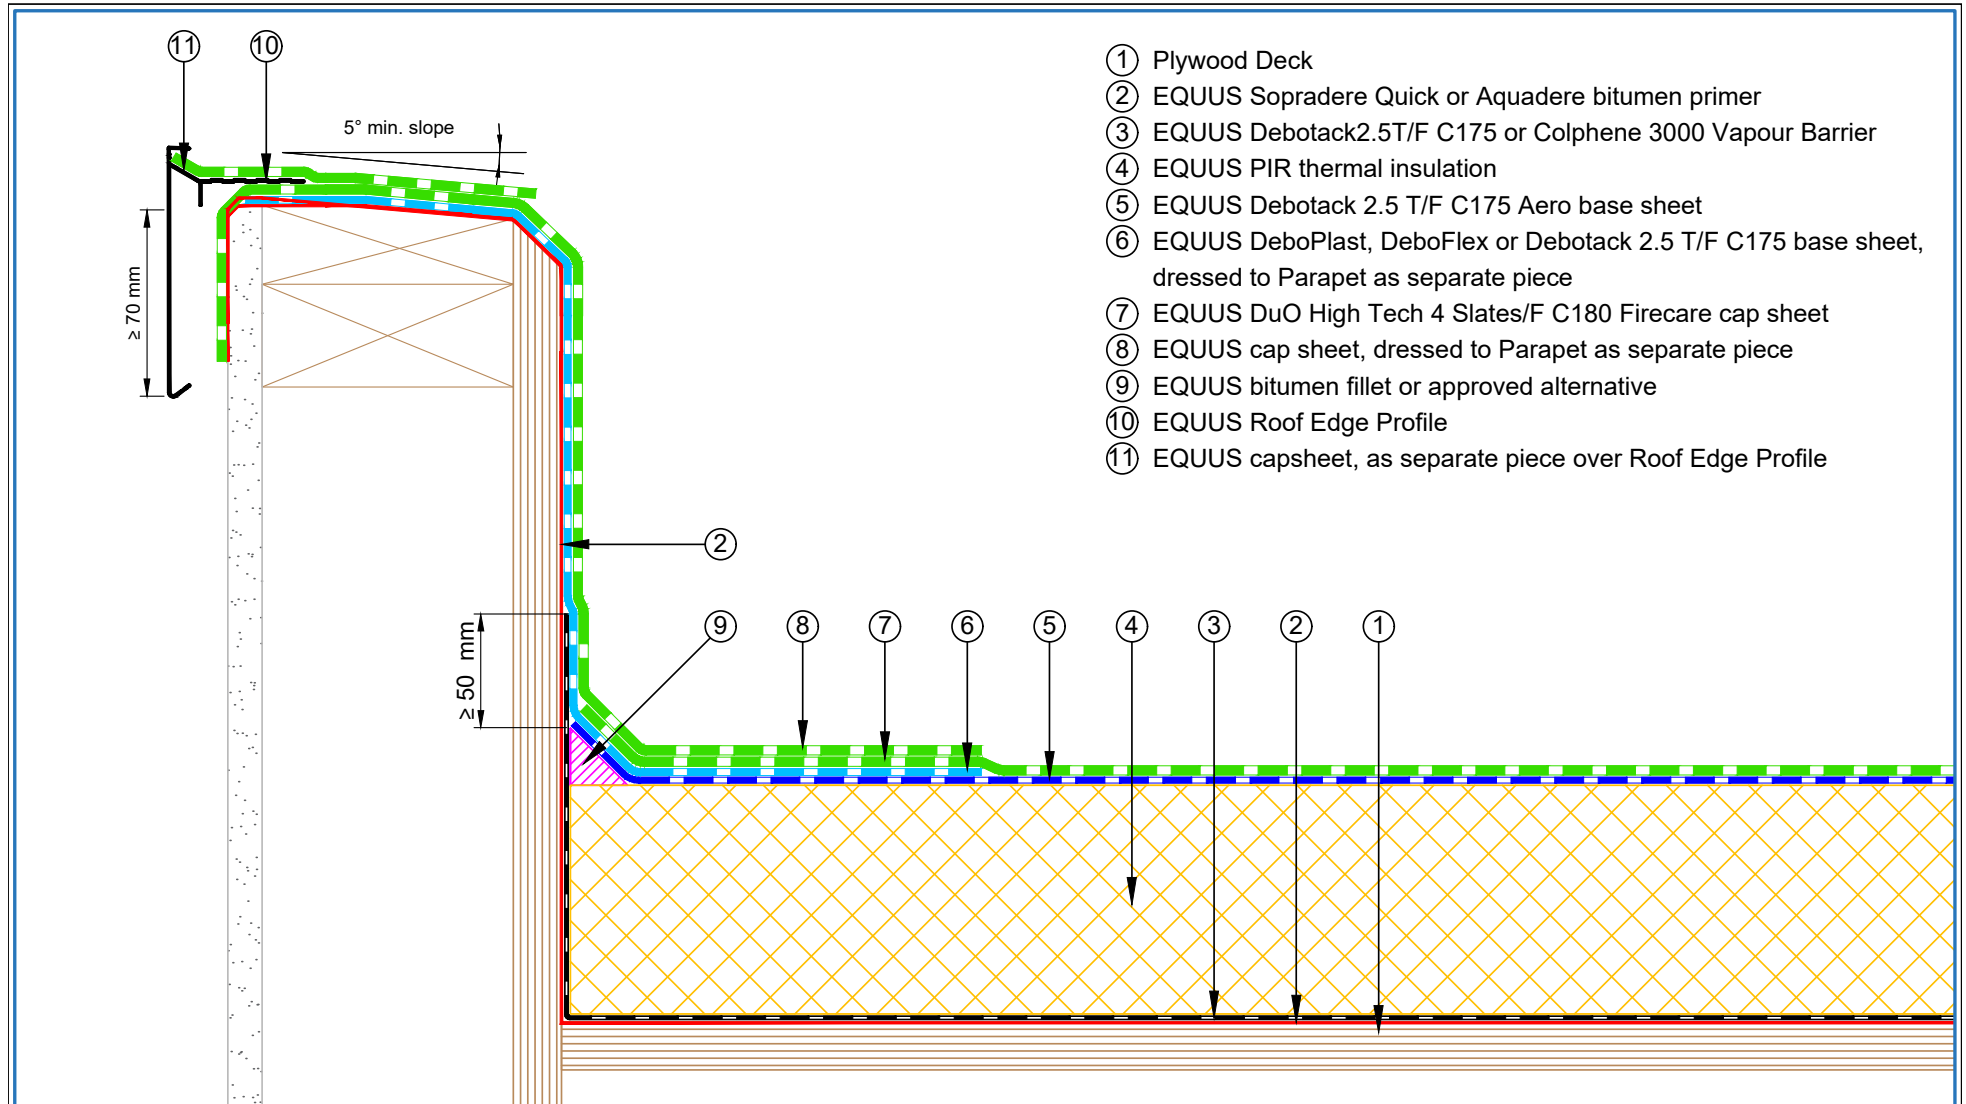 11 10
5° min. slope
≥ 70 mm
1 Plywood Deck
2 EQUUS Sopradere Quick or Aquadere bitumen primer
3 EQUUS Debotack2.5T/F C175 or Colphene 3000 Vapour Barrier
4 EQUUS PIR thermal insulation
5 EQUUS Debotack 2.5 T/F C175 Aero base sheet
6 EQUUS DeboPlast, DeboFlex or Debotack 2.5 T/F C175 base sheet,
dressed to Parapet as separate piece
7 EQUUS DuO High Tech 4 Slates/F C180 Firecare cap sheet
8 EQUUS cap sheet, dressed to Parapet as separate piece
9 EQUUS bitumen fillet or approved alternative
10 EQUUS Roof Edge Profile
11 EQUUS capsheet, as separate piece over Roof Edge Profile
2
≥ 50 mm
9 8 7 6 5 4 3 2 1